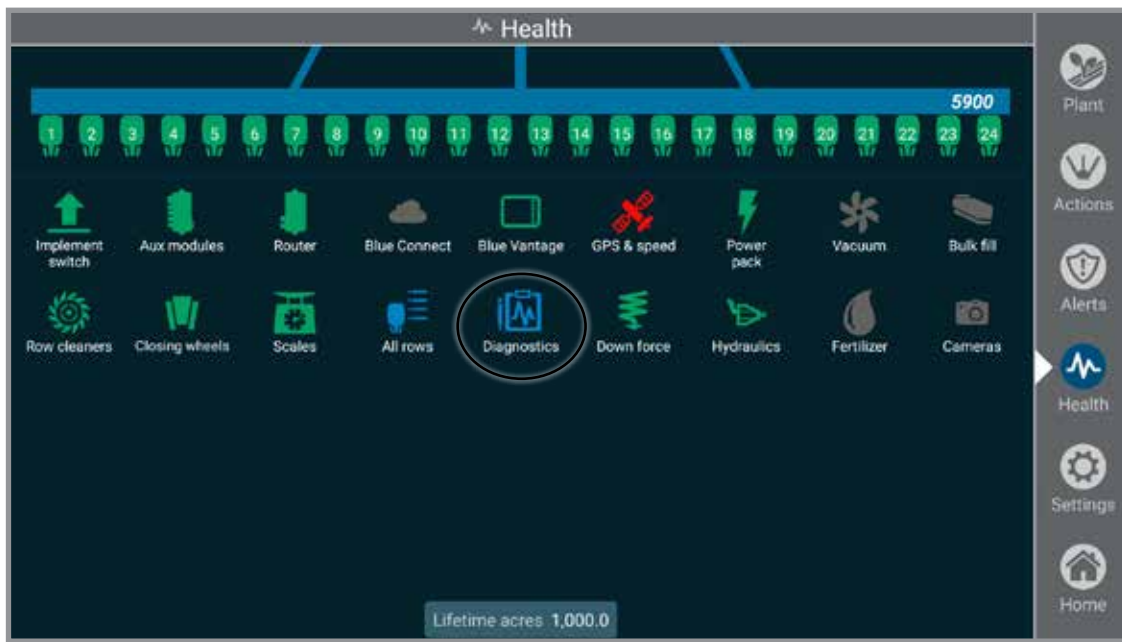 Health
5900
1 2 3 4 5 6 7 8 9 10 11 12 13 14 15 16 17 18 19 20 21 22 23 24
Implement Aux modules Router Blue Connect Blue Vantage GPS & speed Power Vacuum Bulk fill
switch pack
Row cleaners Closing wheels Scales All rows Diagnostics Down force Hydraulics Fertilizer Cameras
Lifetime acres 1,000.0
Plant
Actions
Alerts
Health
Settings
Home